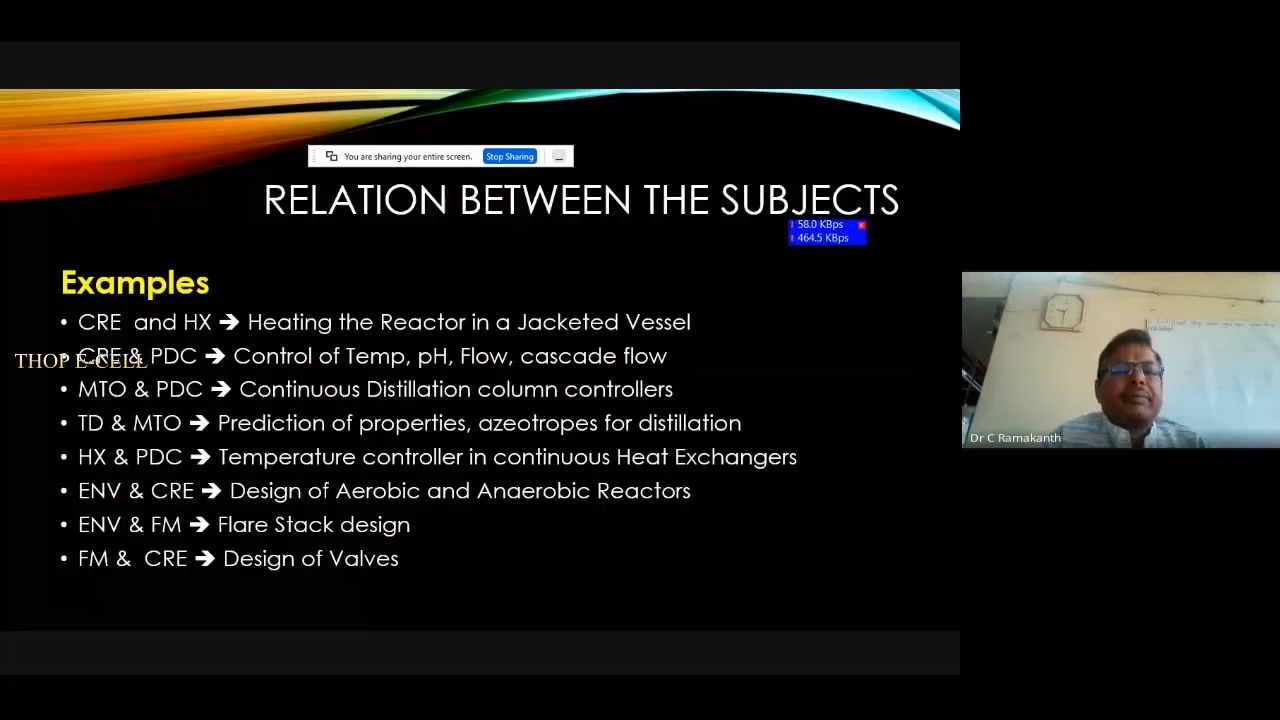 You are sharing your entire screen. Stop Sharing
RELATION BETWEEN THE SUBJECTS
58.0 KBps
464.5 KBps
Examples
• CRE and HX ➔ Heating the Reactor in a Jacketed Vessel
• CRE & PDC ➔ Control of Temp, pH, Flow, cascade flow
THOP E-CELL
• MTO & PDC ➔ Continuous Distillation column controllers
• TD & MTO ➔ Prediction of properties, azeotropes for distillation
• HX & PDC ➔ Temperature controller in continuous Heat Exchangers
• ENV & CRE ➔ Design of Aerobic and Anaerobic Reactors
• ENV & FM ➔ Flare Stack design
• FM & CRE ➔ Design of Valves
Dr C Ramakanth